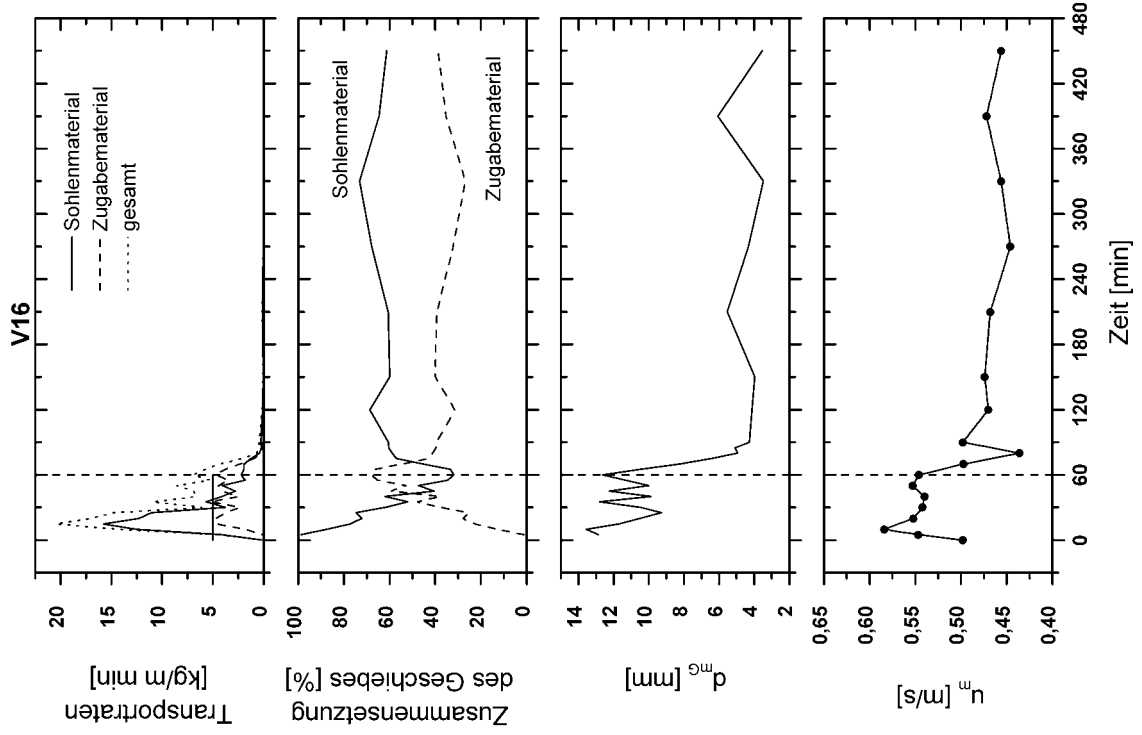 V16
Transportraten
[kg/m min]
20
15
10
5
0
Sohlenmaterial
Zugabematerial
gesamt
Zusammensetzung
des Geschiebes [%]
100
80
60
40
20
0
Sohlenmaterial
Zugabematerial
d_mG [mm]
14
12
10
8
6
4
2
u_m [m/s]
0,65
0,60
0,55
0,50
0,45
0,40
0 60 120 180 240 300 360 420 480
Zeit [min]